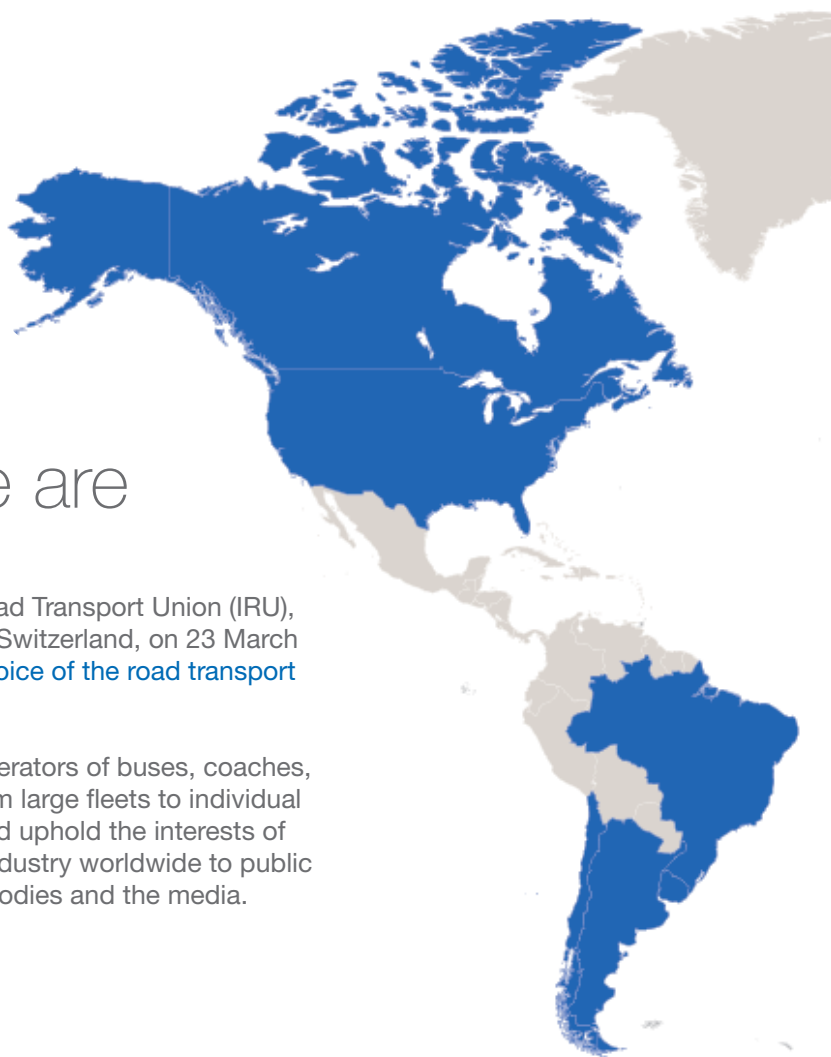 e are
ad Transport Union (IRU),
Switzerland, on 23 March
oice of the road transport
erators of buses, coaches,
m large fleets to individual
d uphold the interests of
dustry worldwide to public
odies and the media.